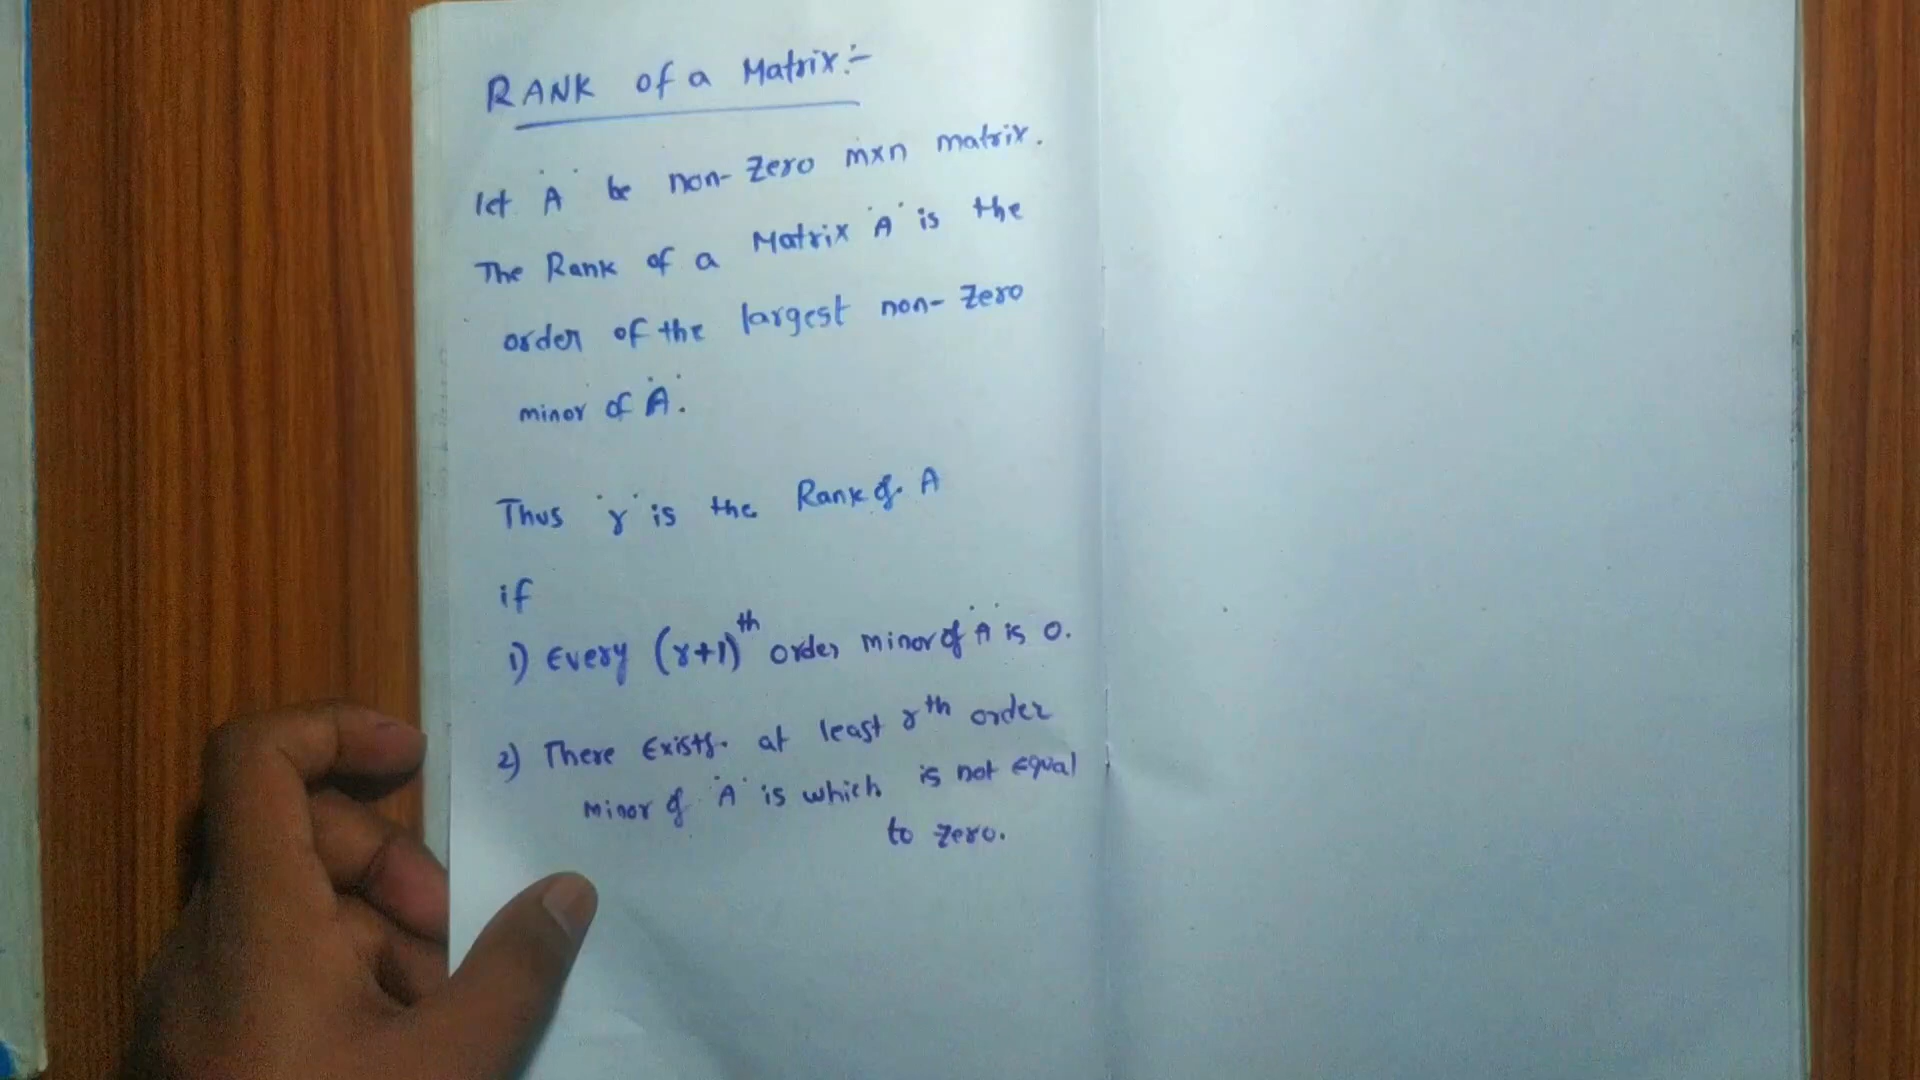 RANK of a Matrix:-
let 'A' be non-Zero mxn matrix.
The Rank of a Matrix 'A' is the
order of the largest non-Zero
minor of 'A'.
Thus 'r' is the Rank of A
if
1) Every (r+1)th order minor of 'A' is 0.
2) There Exists. at least rth order
minor of 'A' is which is not Equal
to zero.